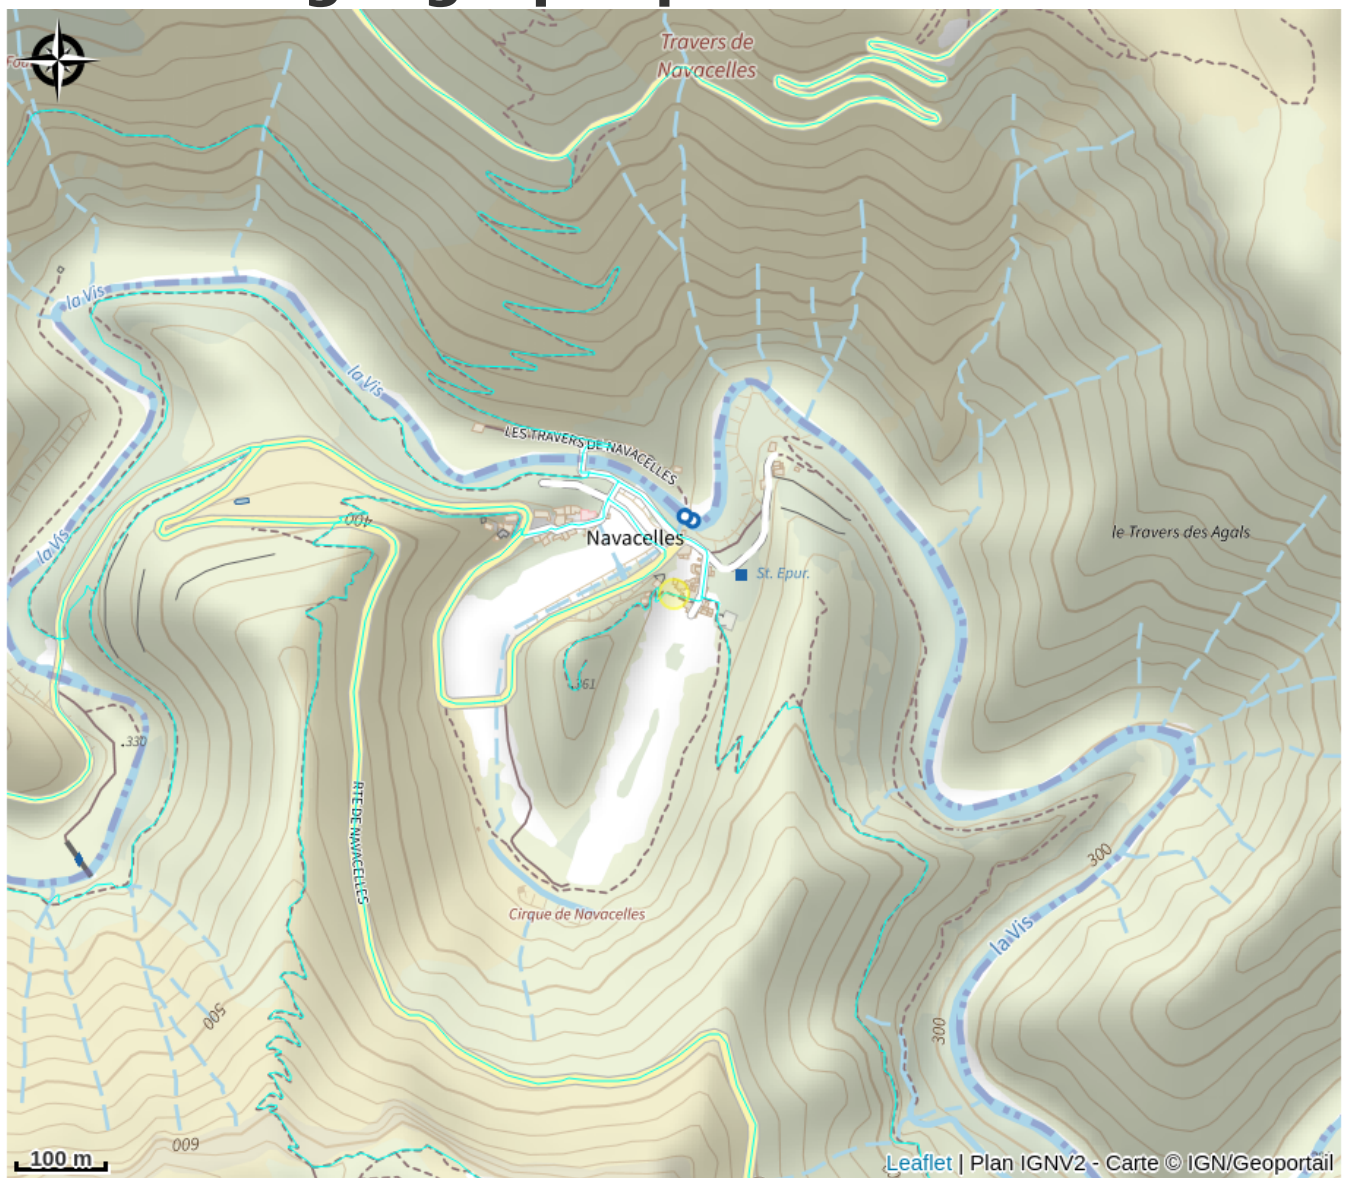 Travers de
Navacelles
la Vis
la Vis
LES TRAVERS DE NAVACELLES
400
Navacelles
le Travers des Agals
la Vis
St. Epur.
.361
.330
RTE DE NAVACELLES
300
Cirque de Navacelles
la Vis
500
300
600
100 m
Leaflet | Plan IGNV2 - Carte © IGN/Geoportail